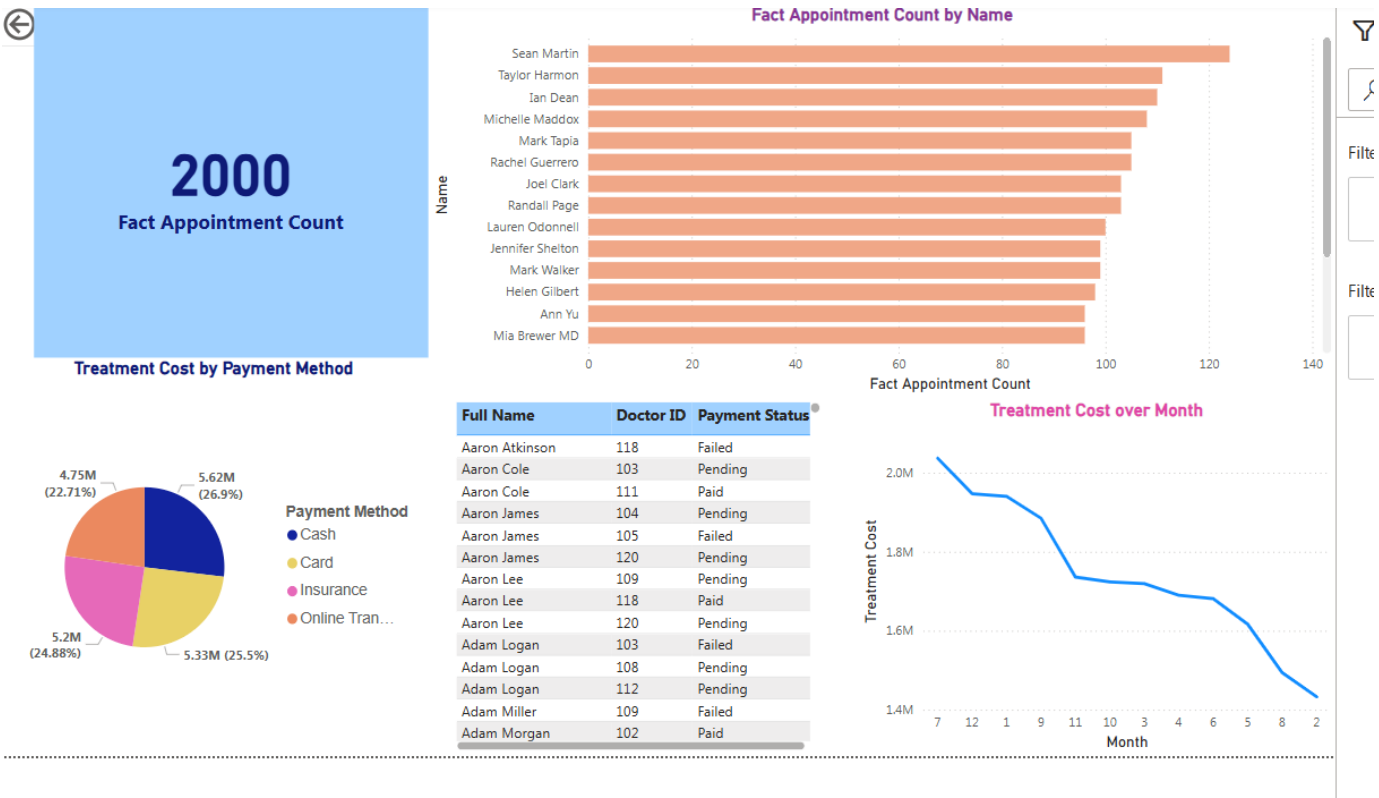 2000
Fact Appointment Count
Fact Appointment Count by Name
Name
Sean Martin
Taylor Harmon
Ian Dean
Michelle Maddox
Mark Tapia
Rachel Guerrero
Joel Clark
Randall Page
Lauren Odonnell
Jennifer Shelton
Mark Walker
Helen Gilbert
Ann Yu
Mia Brewer MD
0 20 40 60 80 100 120 140
Fact Appointment Count
Filte
Filte
Treatment Cost by Payment Method
4.75M
(22.71%)
5.62M
(26.9%)
5.2M
(24.88%)
5.33M (25.5%)
Payment Method
Cash
Card
Insurance
Online Tran...
Full Name Doctor ID Payment Status
Aaron Atkinson 118 Failed
Aaron Cole 103 Pending
Aaron Cole 111 Paid
Aaron James 104 Pending
Aaron James 105 Failed
Aaron James 120 Pending
Aaron Lee 109 Pending
Aaron Lee 118 Paid
Aaron Lee 120 Pending
Adam Logan 103 Failed
Adam Logan 108 Pending
Adam Logan 112 Pending
Adam Miller 109 Failed
Adam Morgan 102 Paid
Treatment Cost over Month
Treatment Cost
2.0M
1.8M
1.6M
1.4M
7 12 1 9 11 10 3 4 6 5 8 2
Month